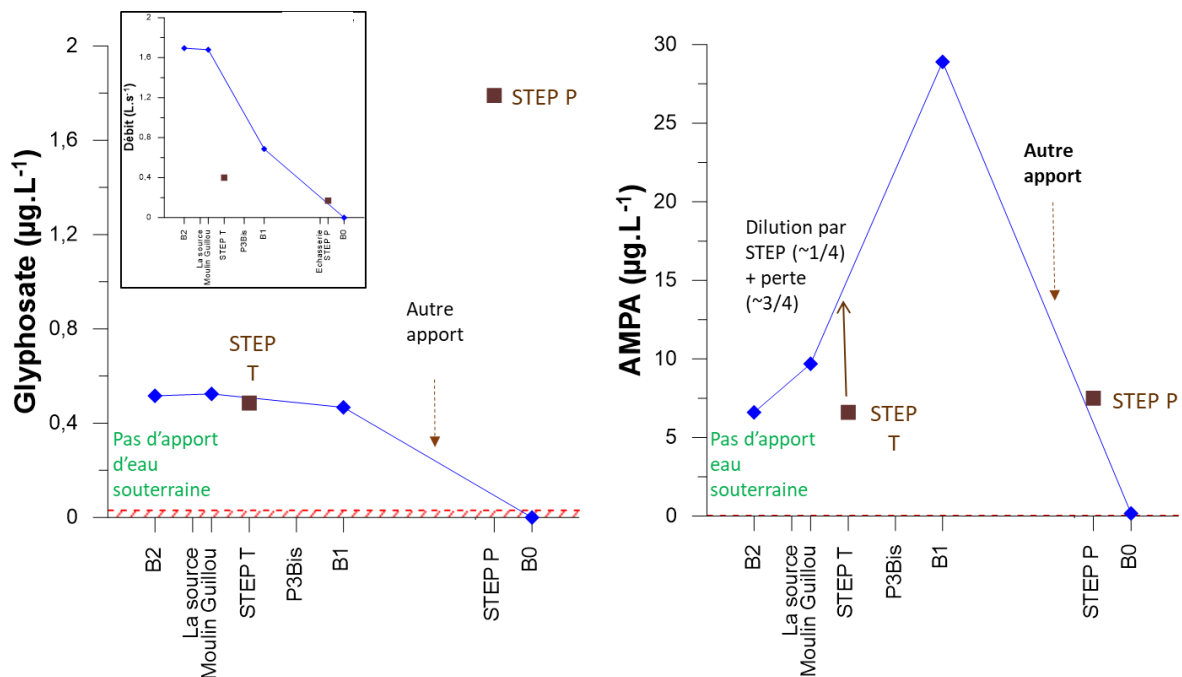 Glyphosate (µg.L⁻¹)
2
1,6
1,2
0,8
0,4
0
Débit (L.s⁻¹)
2
1,6
1,2
0,8
0,4
0
B2
La source
Moulin Guillou
STEP T
P3Bis
B1
Echasserie
STEP P
B0
STEP P
STEP
T
Autre
apport
Pas d'apport
d'eau
souterraine
B2
La source
Moulin Guillou
STEP T
P3Bis
B1
STEP P
B0
AMPA (µg.L⁻¹)
30
25
20
15
10
5
0
Autre
apport
Dilution par
STEP (~1/4)
+ perte
(~3/4)
STEP
T
STEP P
Pas d'apport
eau
souterraine
B2
La source
Moulin Guillou
STEP T
P3Bis
B1
STEP P
B0